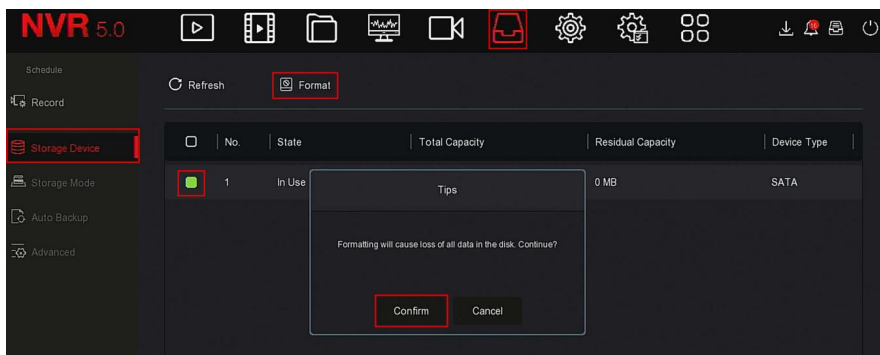 NVR 5.0
Schedule
Record
Storage Device
Storage Mode
Auto Backup
Advanced
Refresh
Format
No.
State
Total Capacity
Residual Capacity
Device Type
1
In Use
0 MB
SATA
Tips
Formatting will cause loss of all data in the disk. Continue?
Confirm
Cancel